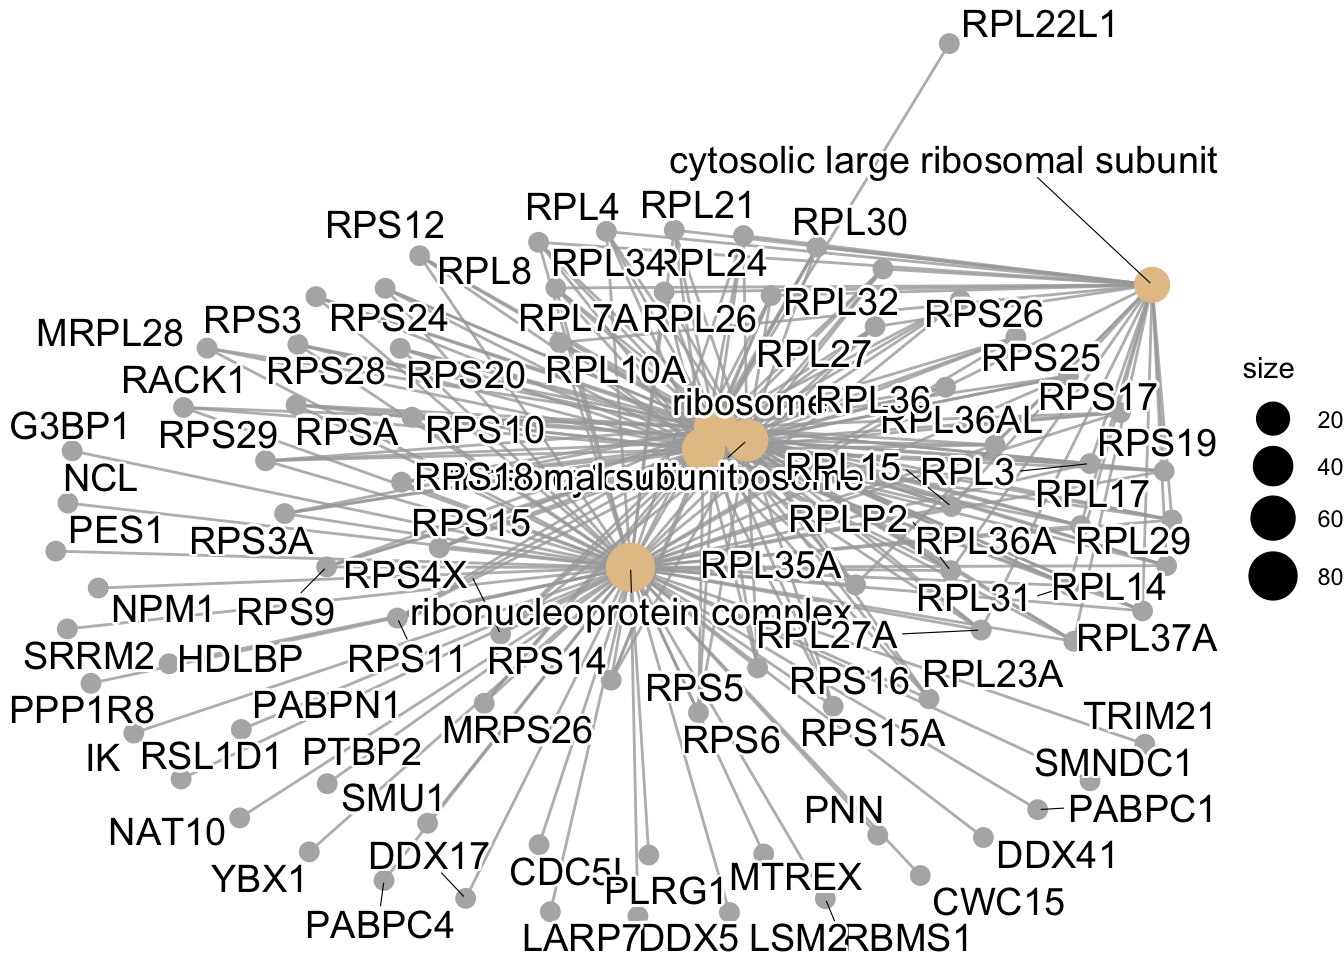 RPL22L1
cytosolic large ribosomal subunit
RPL4
RPL21
RPL30
RPS12
RPL8
RPL34
RPL24
RPL32
RPS26
MRPL28
RPS3
RPS24
RPL7A
RPL26
RPL27
RPS25
size
RACK1
RPS28
RPS20
RPL10A
RPS17
G3BP1
RPS29
RPSA
RPS10
ribosome
RPL36
RPL36AL
RPS19
20
NCL
RPS18
subunit
RPL15
RPL3
RPL17
40
PES1
RPS3A
RPS15
RPLP2
RPL36A
RPL29
60
NPM1
RPS9
RPS4X
RPL35A
RPL31
RPL14
80
ribonucleoprotein complex
SRRM2
HDLBP
RPS11
RPS14
RPL27A
RPL37A
PPP1R8
PABPN1
RPS5
RPS16
RPL23A
IK
RSL1D1
PTBP2
MRPS26
RPS6
RPS15A
TRIM21
SMNDC1
NAT10
SMU1
PNN
PABPC1
YBX1
DDX17
CDC5L
PLRG1
MTREX
DDX41
CWC15
PABPC4
LARP7
DDX5
LSM2
RBMS1